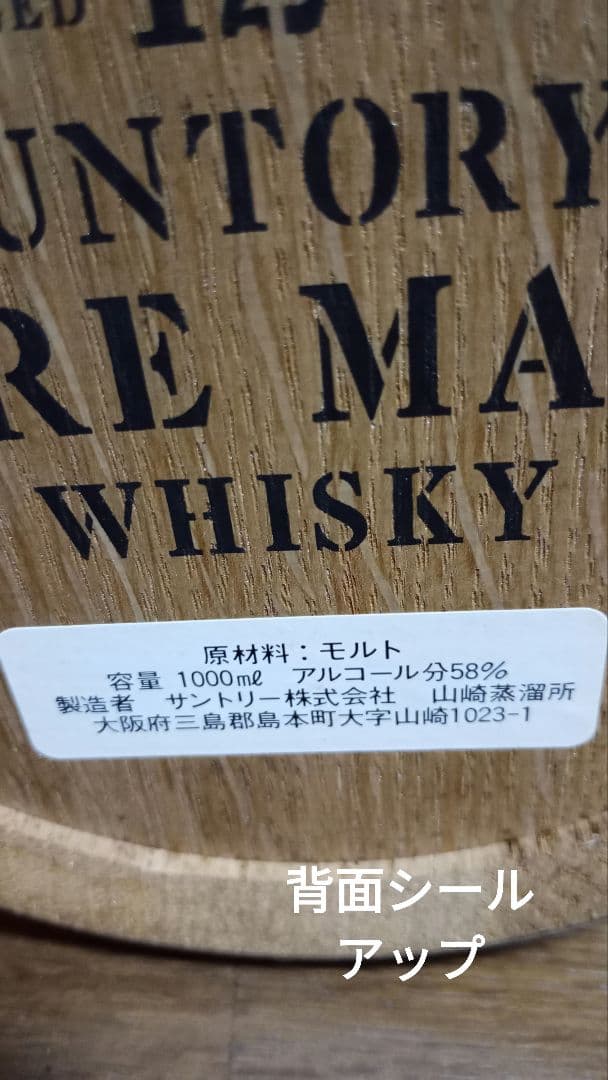 12
UNTORY
RE MA
WHISKY
原材料：モルト
容量 1000㎖ アルコール分58%
製造者 サントリー株式会社 山崎蒸溜所
大阪府三島郡島本町大字山崎1023-1
背面シール
アップ